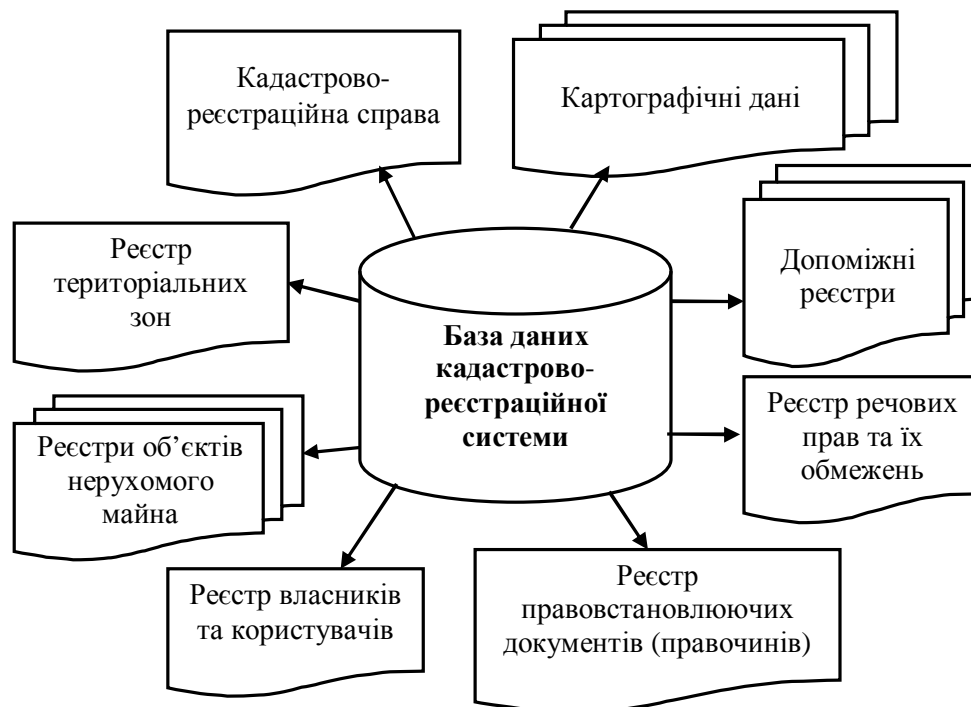 Кадастрово-
реєстраційна справа
Картографічні дані
Реєстр
територіальних
зон
Допоміжні
реєстри
База даних
кадастрово-
реєстраційної
системи
Реєстри об’єктів
нерухомого
майна
Реєстр речових
прав та їх
обмежень
Реєстр власників
та користувачів
Реєстр
правовстановлюючих
документів (правочинів)